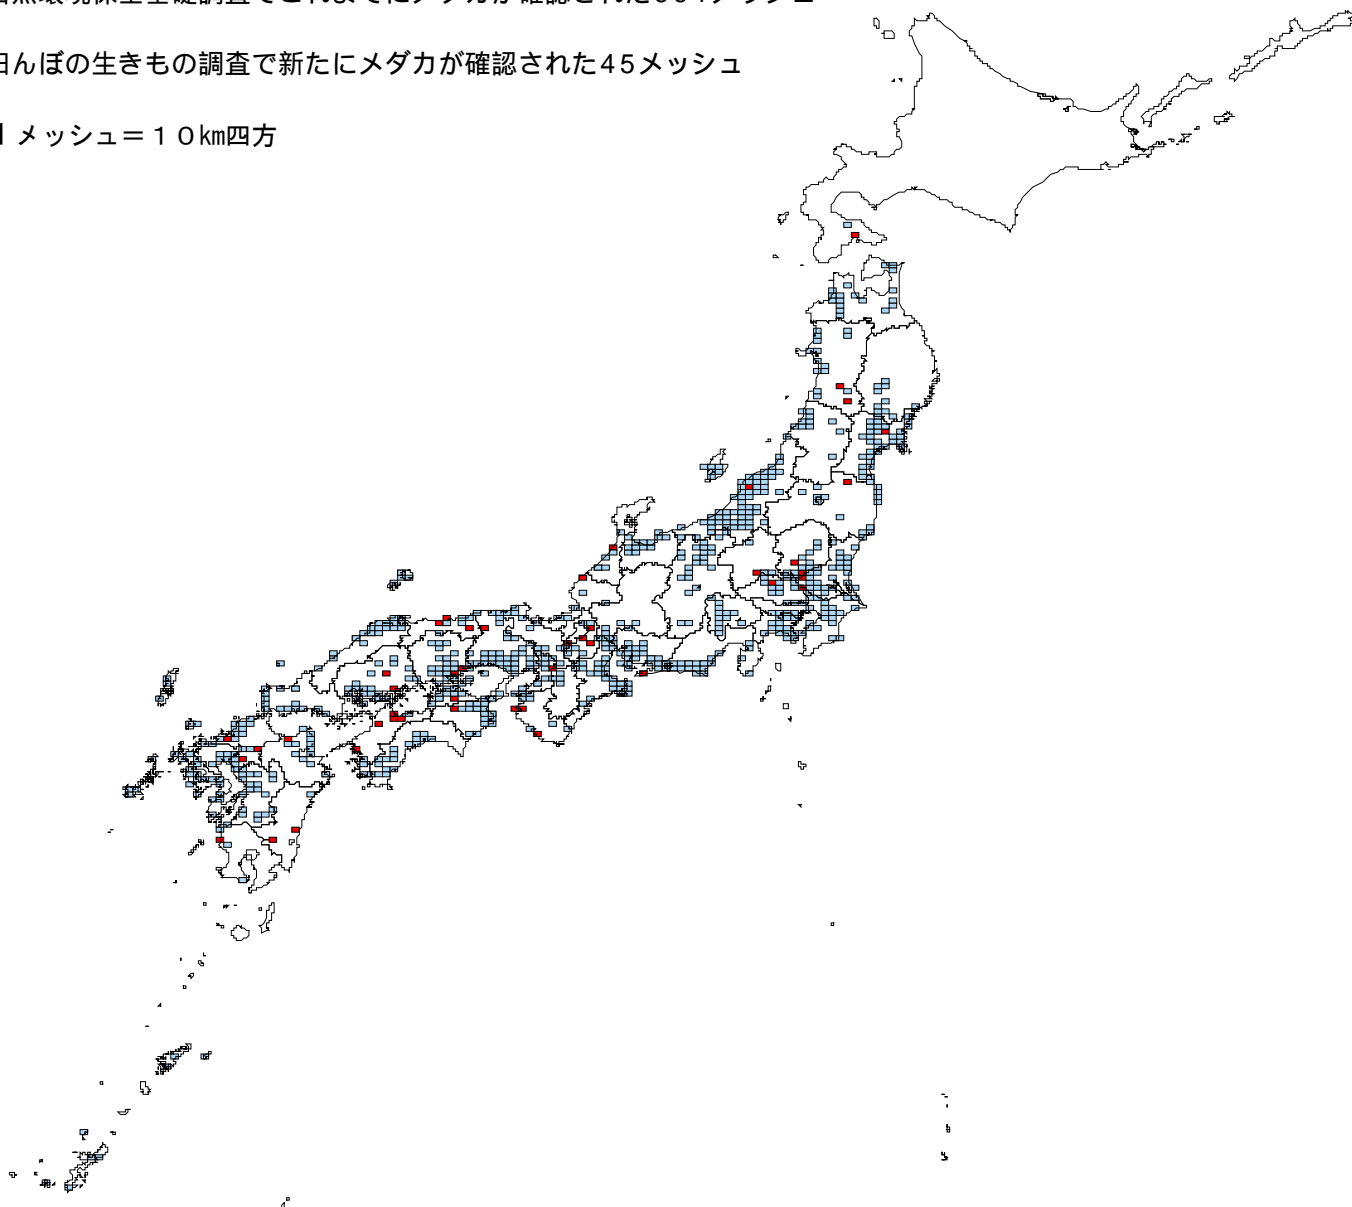 然環境保全基礎調査でこれまでにメダカが確認された
んぼの生きもの調査で新たにメダカが確認された45メッシュ
メッシュ=10㎞四方